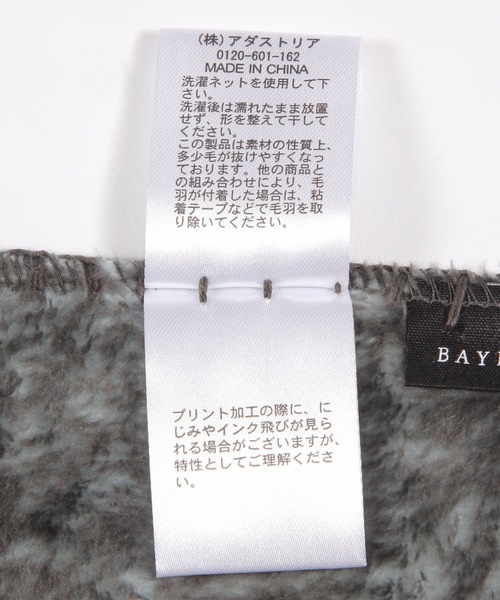 (株)アダストリア
0120-601-162
MADE IN CHINA
洗濯ネットを使用して下
さい。
洗濯後は濡れたまま放置
せず、形を整えて干して
ください。
この製品は素材の性質上、
多少毛が抜けやすくなっ
ております。他の商品と
の組み合わせにより、毛
羽が付着した場合は、粘
着テープなどで毛羽を取
り除いてください。
プリント加工の際に、に
じみやインク飛びが見ら
れる場合がございますが、
特性としてご理解くださ
い。